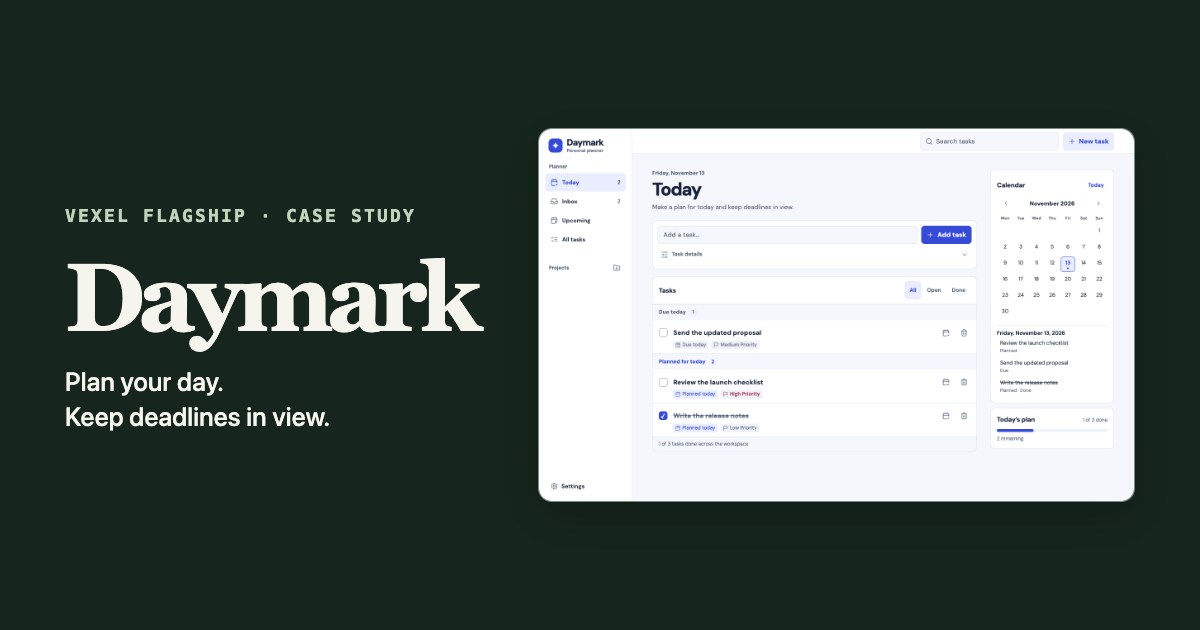 VEXEL FLAGSHIP · CASE STUDY
Daymark
Plan your day.
Keep deadlines in view.
Daymark
Personal planner
Planner
Today 2
Inbox 2
Upcoming
All tasks
Projects
Settings
Search tasks
+ New task
Friday, November 13
Today
Make a plan for today and keep deadlines in view.
Add a task...
+ Add task
Task details
Tasks
All Open Done
Due today 1
Send the updated proposal
Due today Medium Priority
Planned for today 2
Review the launch checklist
Planned today High Priority
Write the release notes
Planned today Low Priority
1 of 3 tasks done across the workspace
Calendar Today
November 2026
Mon Tue Wed Thu Fri Sat Sun
1
2 3 4 5 6 7 8
9 10 11 12 13 14 15
16 17 18 19 20 21 22
23 24 25 26 27 28 29
30
Friday, November 13, 2026
Review the launch checklist
Planned
Send the updated proposal
Due
Write the release notes
Planned · Done
Today's plan 1 of 3 done
2 remaining